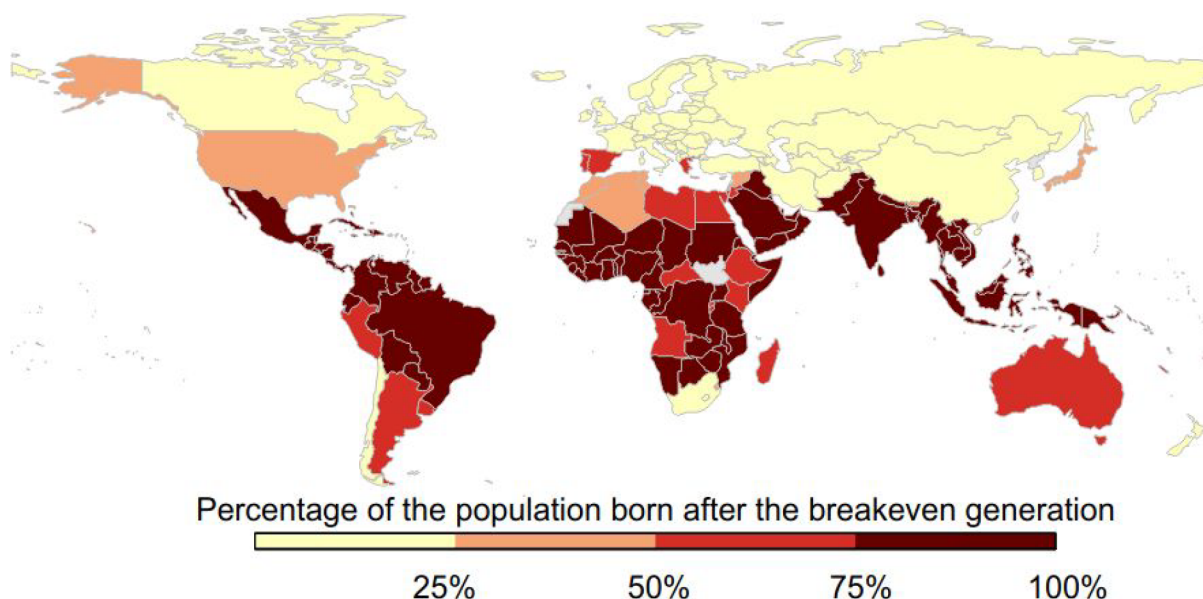 Percentage of the population born after the breakeven generation
25% 50% 75% 100%